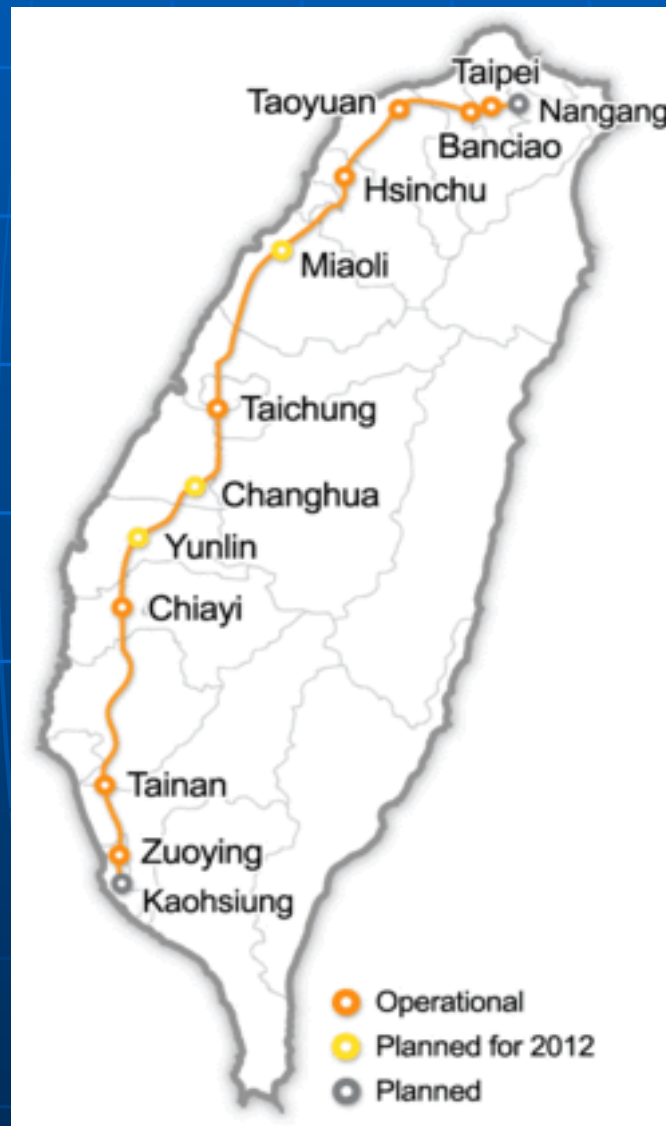 Taipei
Taoyuan
Nangang
Banciao
Hsinchu
Miaoli
Taichung
Changhua
Yunlin
Chiayi
Tainan
Zuoying
Kaohsiung
Operational
Planned for 2012
Planned